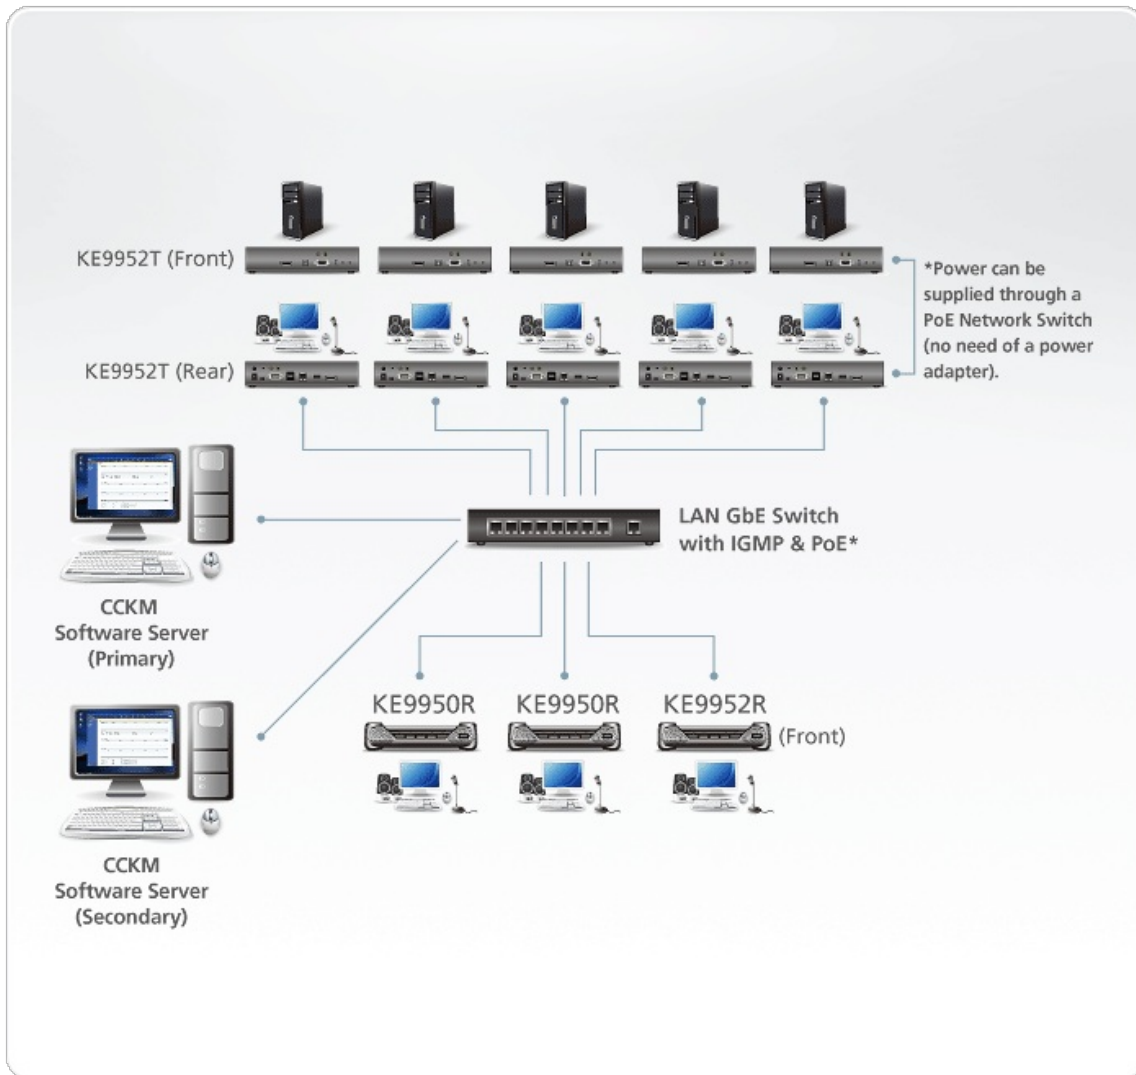 KE9952T (Front)
*Power can be
supplied through a
PoE Network Switch
(no need of a power
adapter).
KE9952T (Rear)
LAN GbE Switch
with IGMP & PoE*
CCKM
Software Server
(Primary)
KE9950R
KE9950R
KE9952R
(Front)
CCKM
Software Server
(Secondary)